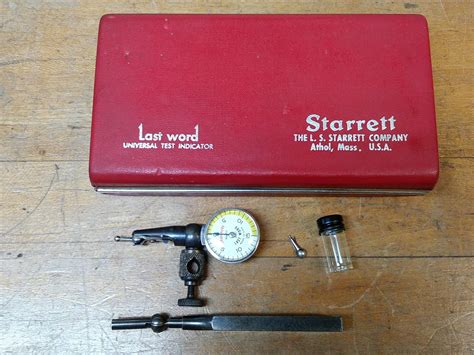 Last word
UNIVERSAL TEST INDICATOR
Starrett
THE L. S. STARRETT COMPANY
Athol, Mass. U.S.A.